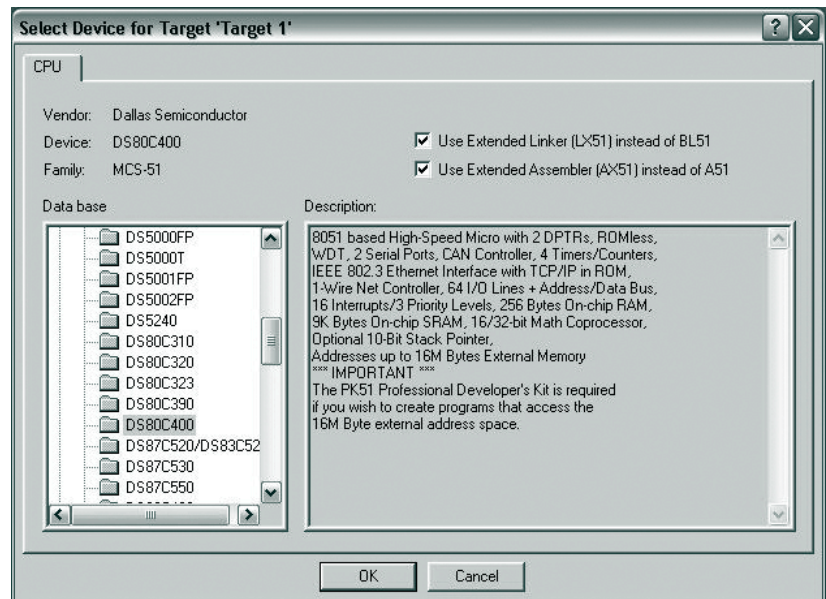 Select Device for Target 'Target 1'
CPU
Vendor: Dallas Semiconductor
Device: DS80C400
Family: MCS-51
Use Extended Linker (LX51) instead of BL51
Use Extended Assembler (AX51) instead of A51
Data base
DS5000FP
DS5000T
DS5001FP
DS5002FP
DS5240
DS80C310
DS80C320
DS80C323
DS80C390
DS80C400
DS87C520/DS83C52
DS87C530
DS87C550
Description:
8051 based High-Speed Micro with 2 DPTRs, ROMless,
WDT, 2 Serial Ports, CAN Controller, 4 Timers/Counters,
IEEE 802.3 Ethernet Interface with TCP/IP in ROM,
1-Wire Net Controller, 64 I/O Lines + Address/Data Bus,
16 Interrupts/3 Priority Levels, 256 Bytes On-chip RAM,
9K Bytes On-chip SRAM, 16/32-bit Math Coprocessor,
Optional 10-Bit Stack Pointer,
Addresses up to 16M Bytes External Memory
*** IMPORTANT ***
The PK51 Professional Developer's Kit is required
if you wish to create programs that access the
16M Byte external address space.
OK
Cancel